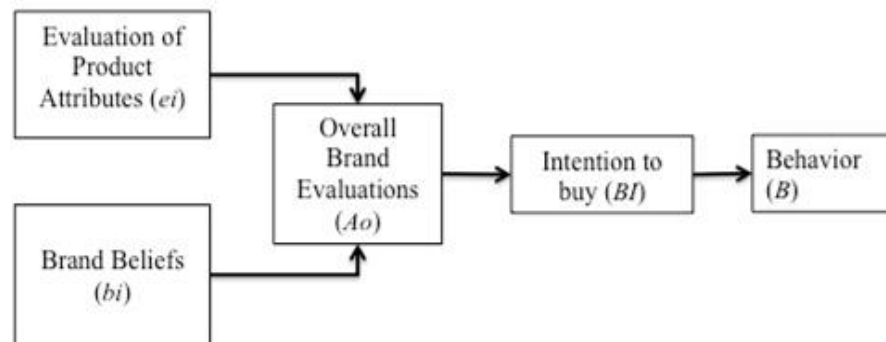 Evaluation of
Product
Attributes (ei)
Overall
Brand
Evaluations
(Ao)
Intention to
buy (BI)
Behavior
(B)
Brand Beliefs
(bi)